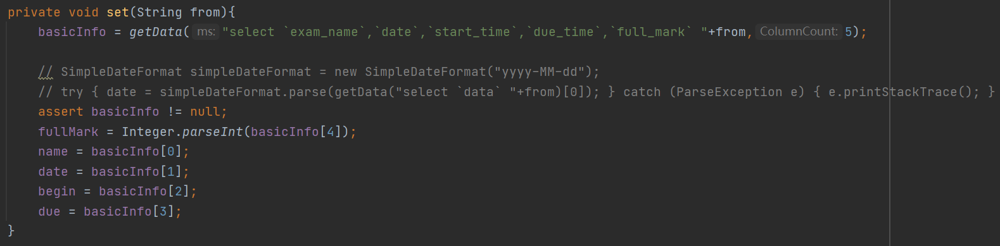 private void set(String from){
basicInfo = getData( ms: "select `exam_name`,`date`,`start_time`,`due_time`,`full_mark` "+from, ColumnCount: 5);
// SimpleDateFormat simpleDateFormat = new SimpleDateFormat("yyyy-MM-dd");
// try { date = simpleDateFormat.parse(getData("select `data` "+from)[0]); } catch (ParseException e) { e.printStackTrace(); }
assert basicInfo != null;
fullMark = Integer.parseInt(basicInfo[4]);
name = basicInfo[0];
date = basicInfo[1];
begin = basicInfo[2];
due = basicInfo[3];
}